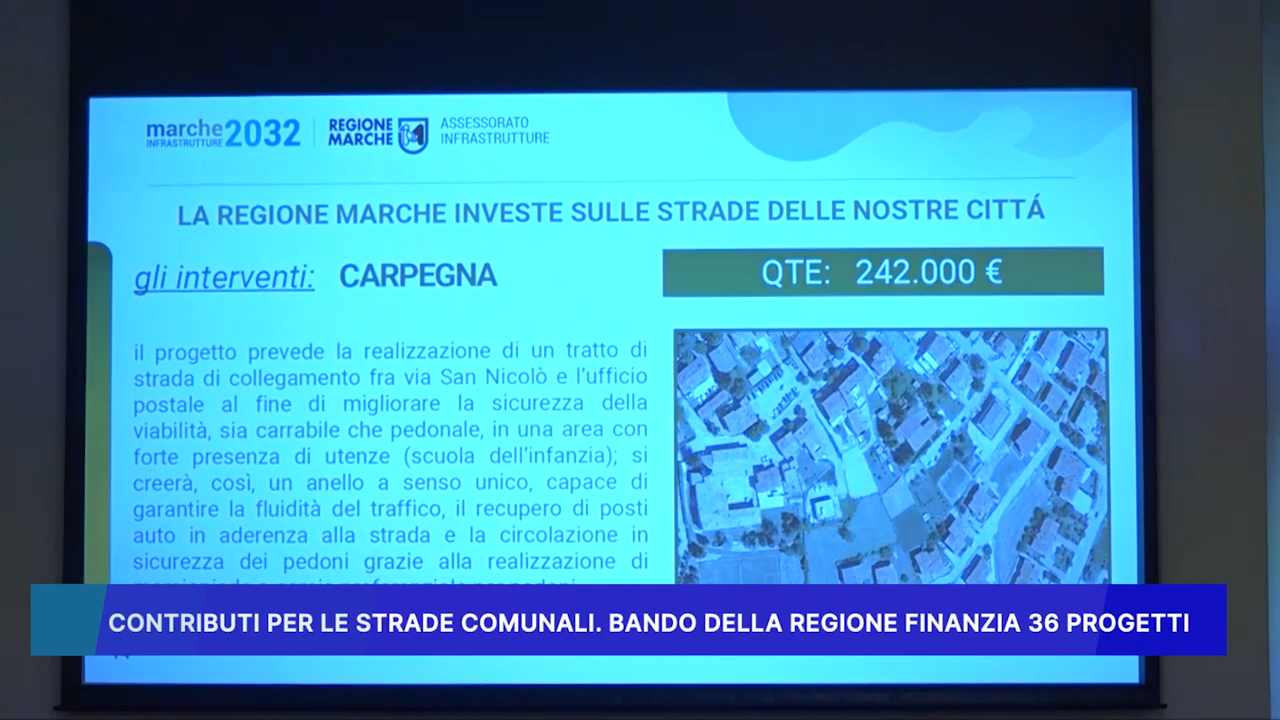 marche 2032
INFRASTRUTTURE
REGIONE
MARCHE
ASSESSORATO
INFRASTRUTTURE
LA REGIONE MARCHE INVESTE SULLE STRADE DELLE NOSTRE CITTÁ
gli interventi: CARPEGNA
QTE: 242.000 €
il progetto prevede la realizzazione di un tratto di
strada di collegamento fra via San Nicolò e l'ufficio
postale al fine di migliorare la sicurezza della
viabilità, sia carrabile che pedonale, in una area con
forte presenza di utenze (scuola dell'infanzia); si
creerà, così, un anello a senso unico, capace di
garantire la fluidità del traffico, il recupero di posti
auto in aderenza alla strada e la circolazione in
sicurezza dei pedoni grazie alla realizzazione di
CONTRIBUTI PER LE STRADE COMUNALI. BANDO DELLA REGIONE FINANZIA 36 PROGETTI